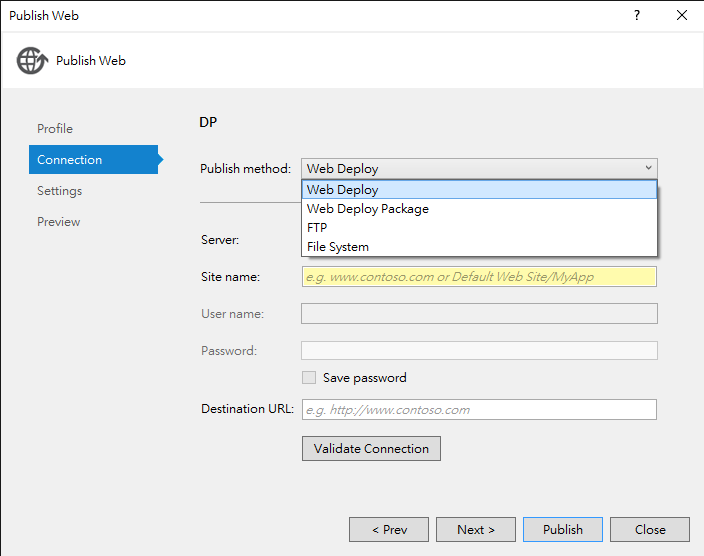 Publish Web
?
Publish Web
Profile
Connection
Settings
Preview
DP
Publish method: Web Deploy
Web Deploy
Web Deploy Package
FTP
File System
Server:
Site name: e.g. www.contoso.com or Default Web Site/MyApp
User name:
Password:
Save password
Destination URL: e.g. http://www.contoso.com
Validate Connection
< Prev Next > Publish Close